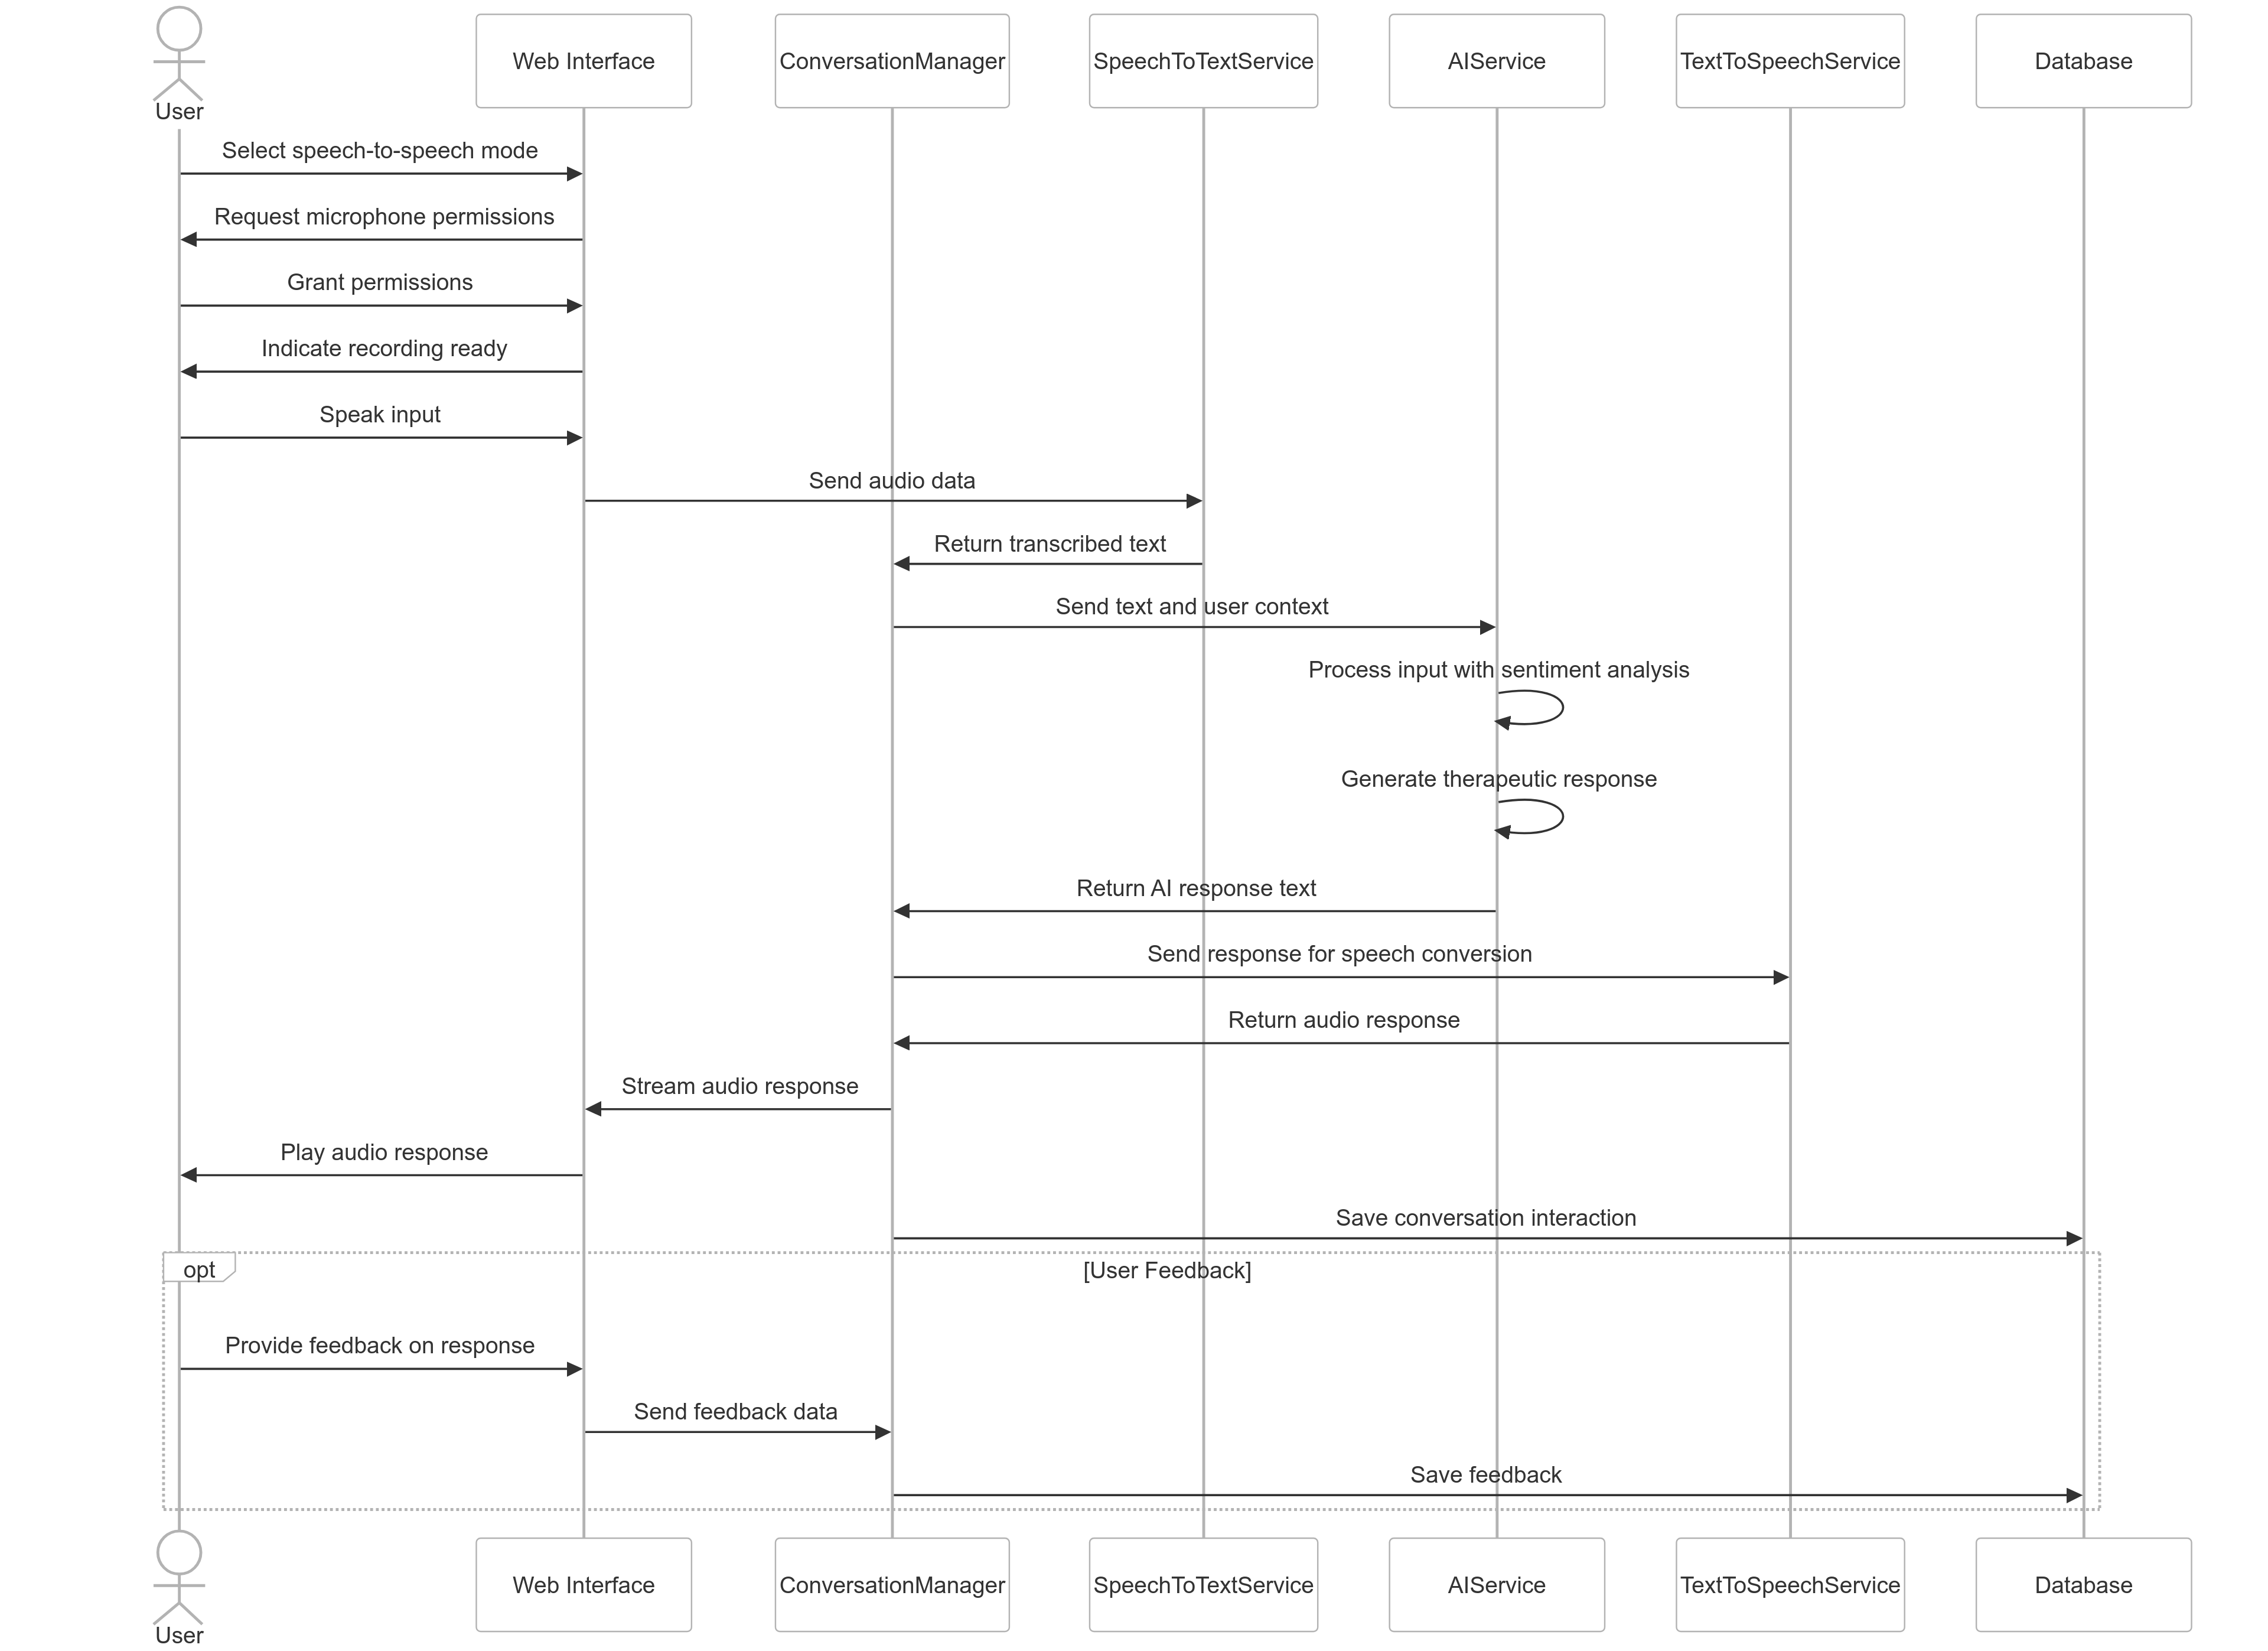 Web Interface
ConversationManager
SpeechToTextService
AIService
TextToSpeechService
Database
User
Select speech-to-speech mode
Request microphone permissions
Grant permissions
Indicate recording ready
Speak input
Send audio data
Return transcribed text
Send text and user context
Process input with sentiment analysis
Generate therapeutic response
Return AI response text
Send response for speech conversion
Return audio response
Stream audio response
Play audio response
Save conversation interaction
opt
[User Feedback]
Provide feedback on response
Send feedback data
Save feedback
Web Interface
ConversationManager
SpeechToTextService
AIService
TextToSpeechService
Database
User